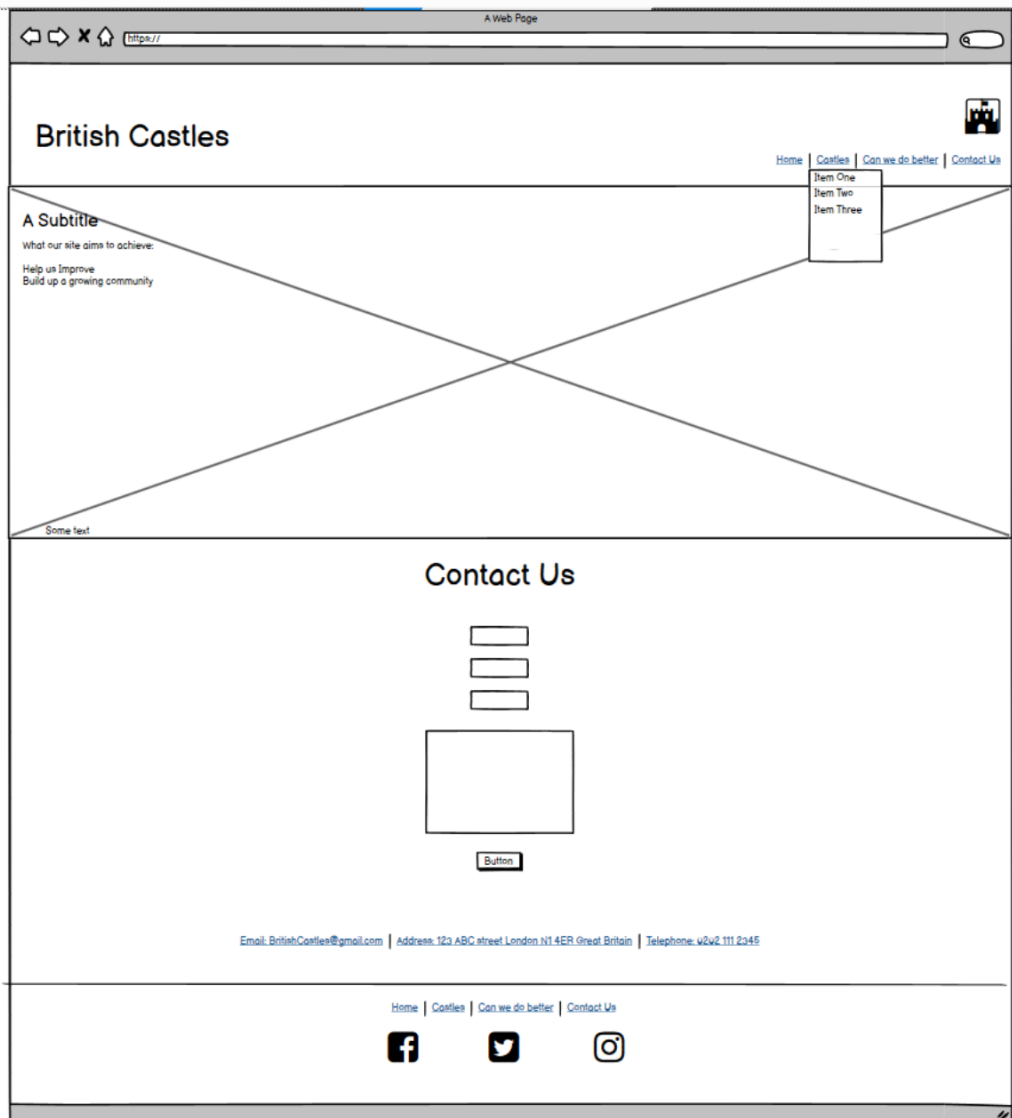 A Web Page
https://
British Castles
Home | Castles | Can we do better | Contact Us
Item One
Item Two
Item Three
A Subtitle
What our site aims to achieve:
Help us Improve
Build up a growing community
Some text
Contact Us
Button
Email: BritishCastles@gmail.com | Address: 123 ABC street London N1 4ER Great Britain | Telephone: 0202 111 2345
Home | Castles | Can we do better | Contact Us